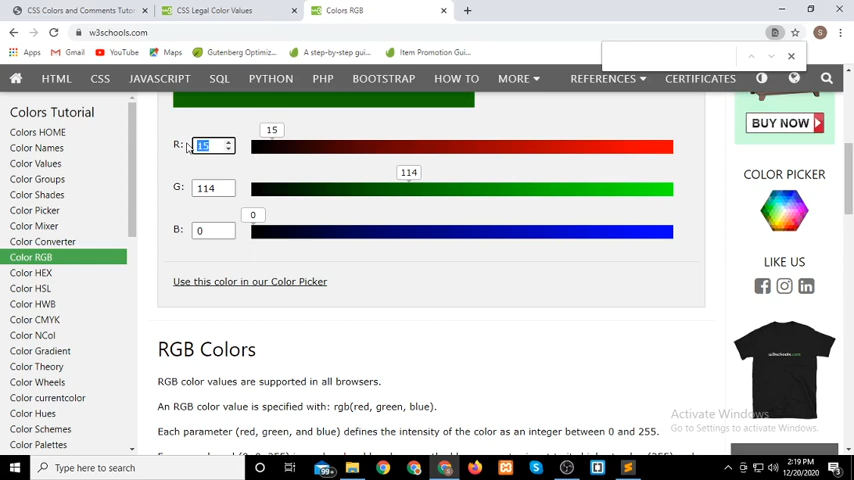 CSS Colors and Comments Tutor
CSS Legal Color Values
Colors RGB
w3schools.com
Apps
Gmail
YouTube
Maps
Gutenberg Optimiz...
A step-by-step gui...
Item Promotion Gui...
HTML
CSS
JAVASCRIPT
SQL
PYTHON
PHP
BOOTSTRAP
HOW TO
MORE
REFERENCES
CERTIFICATES
Colors Tutorial
Colors HOME
Color Names
Color Values
Color Groups
Color Shades
Color Picker
Color Mixer
Color Converter
Color RGB
Color HEX
Color HSL
Color HWB
Color CMYK
Color NCol
Color Gradient
Color Theory
Color Wheels
Color currentcolor
Color Hues
Color Schemes
Color Palettes
15
R: 15
114
G: 114
0
B: 0
Use this color in our Color Picker
RGB Colors
RGB color values are supported in all browsers.
An RGB color value is specified with: rgb(red, green, blue).
Each parameter (red, green, and blue) defines the intensity of the color as an integer between 0 and 255.
BUY NOW
COLOR PICKER
LIKE US
w3schools.com
Activate Windows
Go to Settings to activate Windows.
Type here to search
99+
2:19 PM
12/20/2020
3